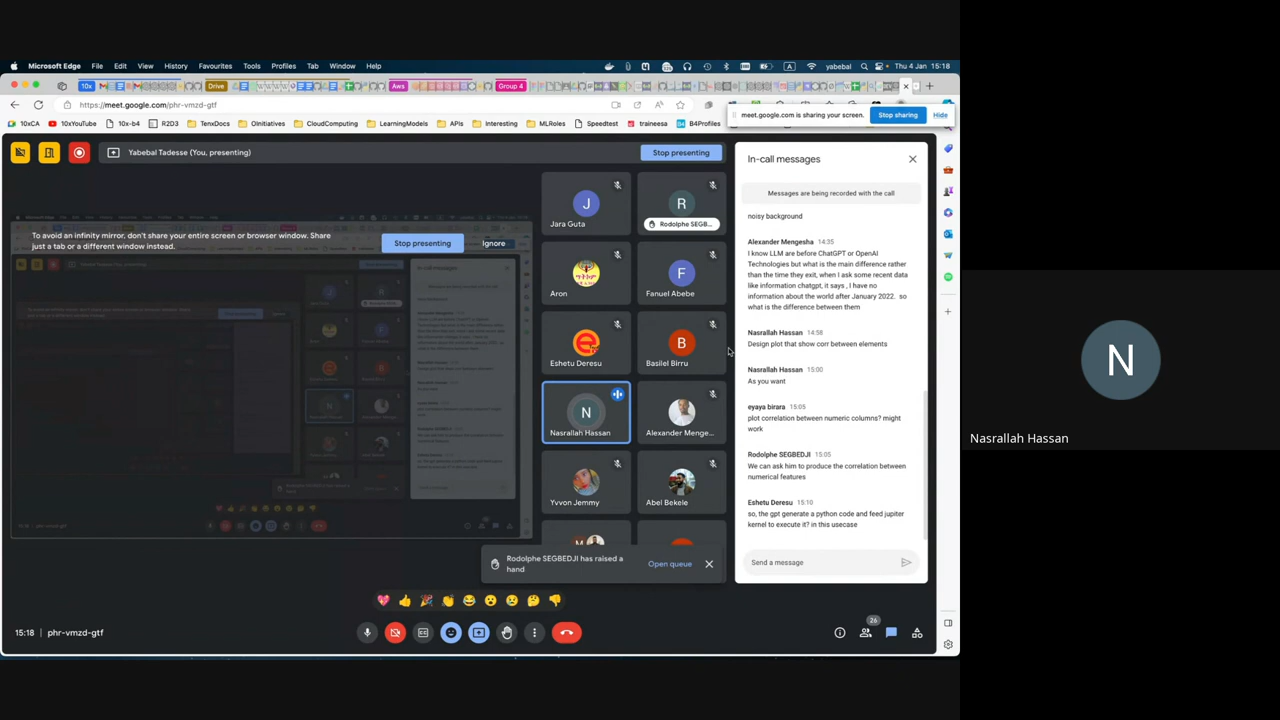 Microsoft Edge File Edit View History Favourites Tools Profiles Tab Window Help
yabebal Thu 4 Jan 15:18
10x Drive Aws Group 4
https://meet.google.com/phr-vmzd-gtf
meet.google.com is sharing your screen. Stop sharing Hide
10xCA 10xYouTube 10x-b4 R2D3 TenxDocs OInitiatives CloudComputing LearningModels APIs Interesting MLRoles Speedtest traineesa B4Profiles
Yabebal Tadesse (You, presenting)
Stop presenting
To avoid an infinity mirror, don't share your entire screen or browser window. Share
just a tab or a different window instead.
Stop presenting
Ignore
J
Jara Guta
R
Rodolphe SEGB...
Aron
F
Fanuel Abebe
Eshetu Deresu
B
Basilel Birru
N
Nasrallah Hassan
Alexander Menge...
Yvvon Jemmy
Abel Bekele
Rodolphe SEGBEDJI has raised a
hand
Open queue
In-call messages
Messages are being recorded with the call
noisy background
Alexander Mengesha 14:35
I know LLM are before ChatGPT or OpenAI
Technologies but what is the main difference rather
than the time they exit, when I ask some recent data
like information chatgpt, it says , I have no
information about the world after January 2022. so
what is the difference between them
Nasrallah Hassan 14:58
Design plot that show corr between elements
Nasrallah Hassan 15:00
As you want
eyaya birara 15:05
plot correlation between numeric columns? might
work
Rodolphe SEGBEDJI 15:05
We can ask him to produce the correlation between
numerical features
Eshetu Deresu 15:10
so, the gpt generate a python code and feed jupiter
kernel to execute it? in this usecase
Send a message
15:18 | phr-vmzd-gtf
26
N
Nasrallah Hassan